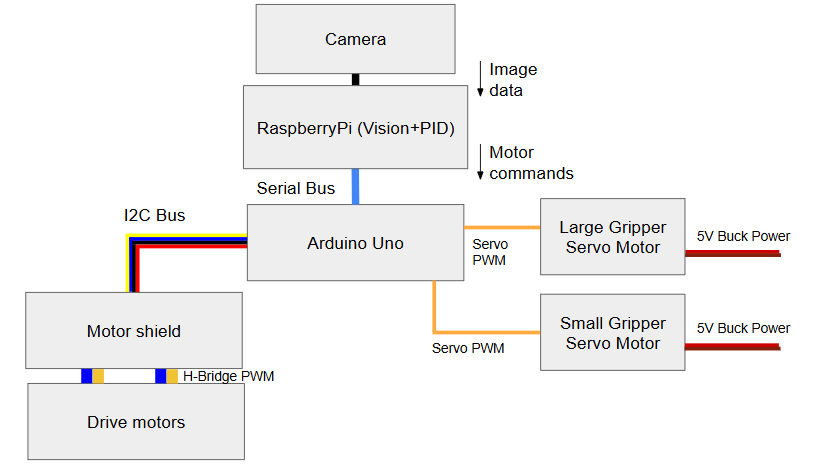 Camera
Image
data
RaspberryPi (Vision+PID)
Motor
commands
Serial Bus
I2C Bus
Arduino Uno
Servo
PWM
Large Gripper
Servo Motor
5V Buck Power
Motor shield
Servo PWM
Small Gripper
Servo Motor
5V Buck Power
H-Bridge PWM
Drive motors